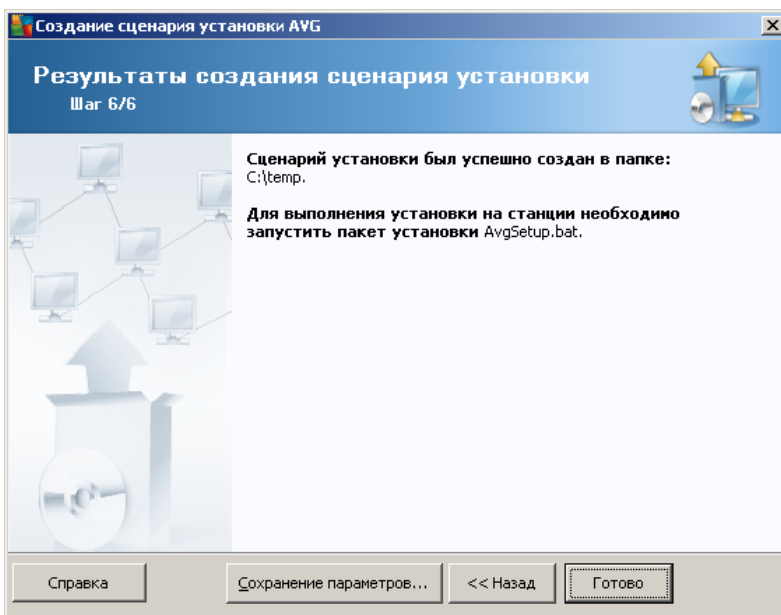 Создание сценария установки AVG
Результаты создания сценария установки
Шаг 6/6
Сценарий установки был успешно создан в папке:
C:\temp.
Для выполнения установки на станции необходимо
запустить пакет установки AvgSetup.bat.
Справка
Сохранение параметров...
<< Назад
Готово